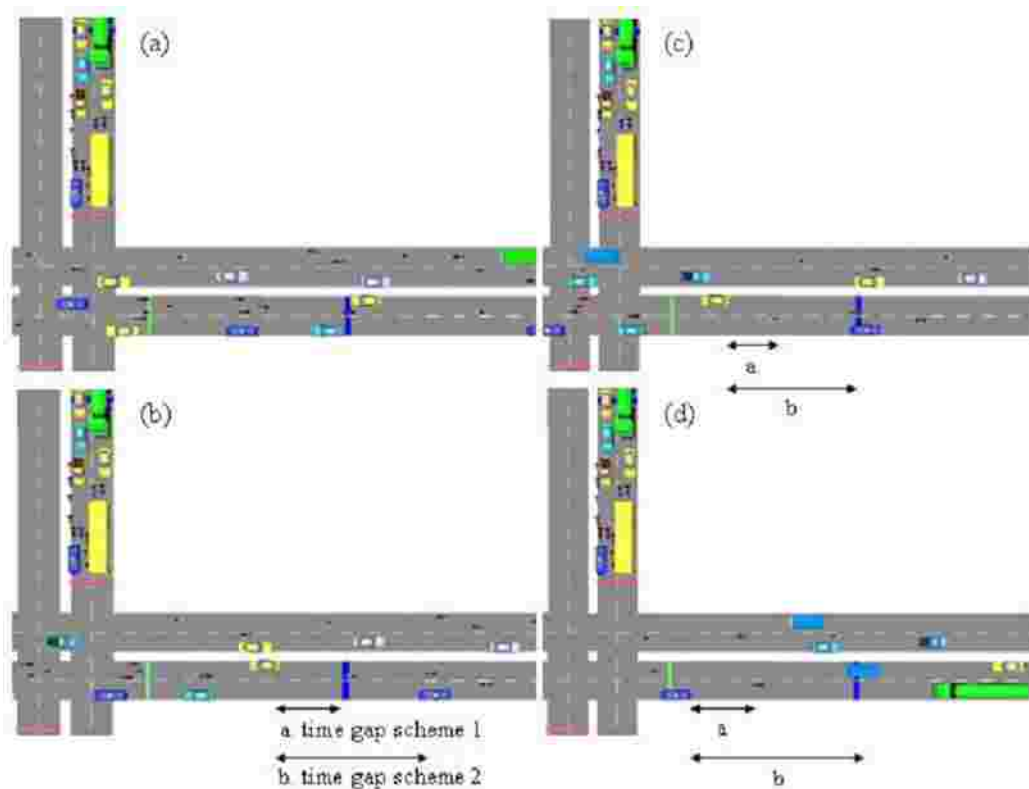 (a)
(c)
a
b
(b)
(d)
a time gap scheme 1
b. time gap scheme 2
a
b